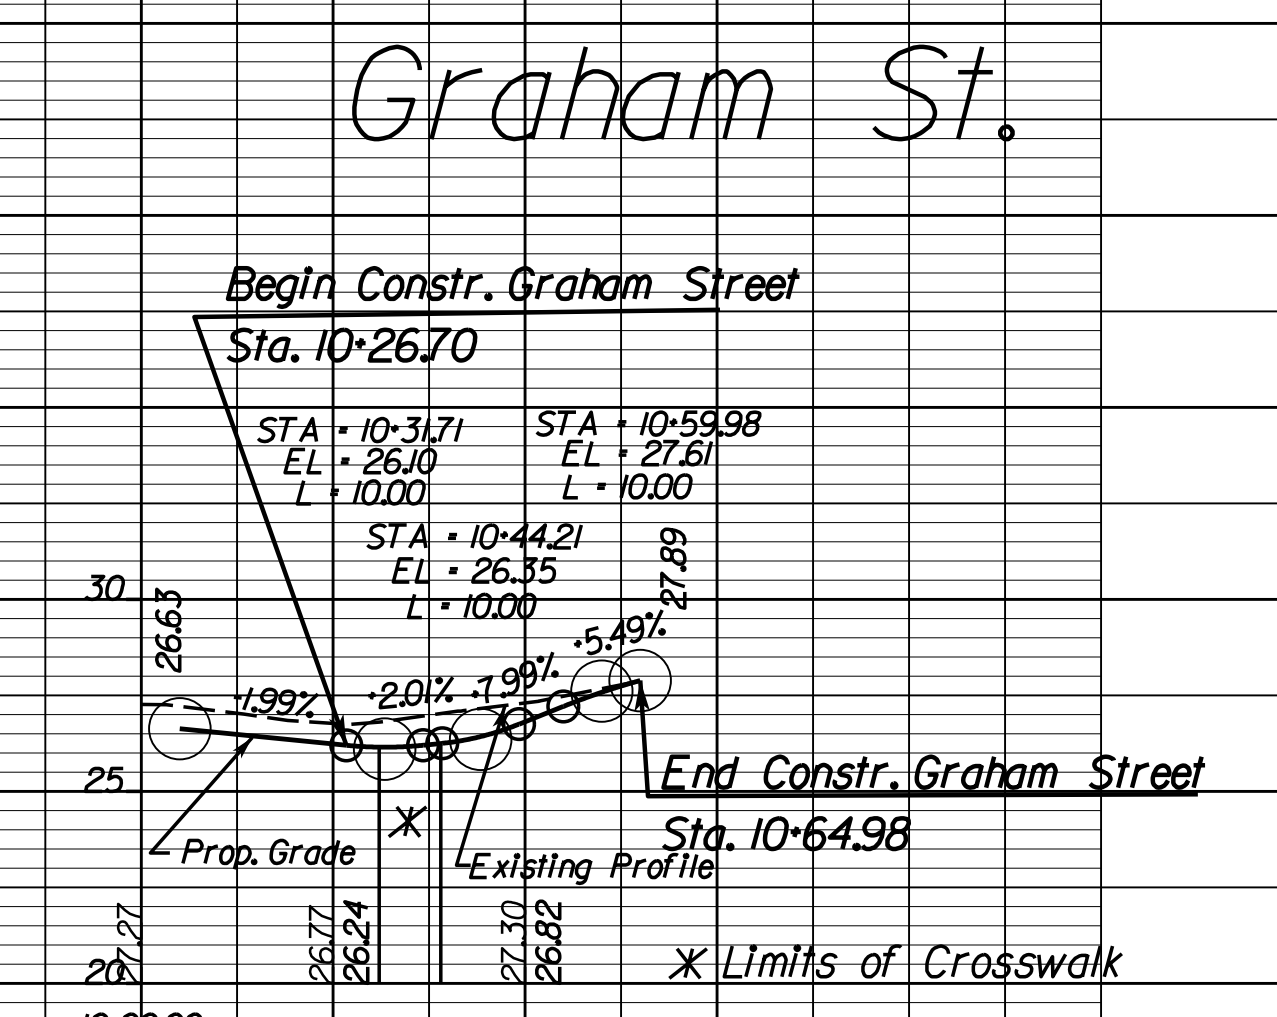 Graham St.
Begin Constr. Graham Street
Sta. 10+26.70
STA = 10+31.71
EL = 26.10
L = 10.00
STA = 10+59.98
EL = 27.61
L = 10.00
STA = 10+44.21
EL = 26.35
L = 10.00
30
26.63
27.89
-1.99%
+2.01%
+7.99%
+5.49%
25
End Constr. Graham Street
Sta. 10+64.98
Prop. Grade
Existing Profile
27.27
26.77
26.24
27.30
26.82
20
Limits of Crosswalk